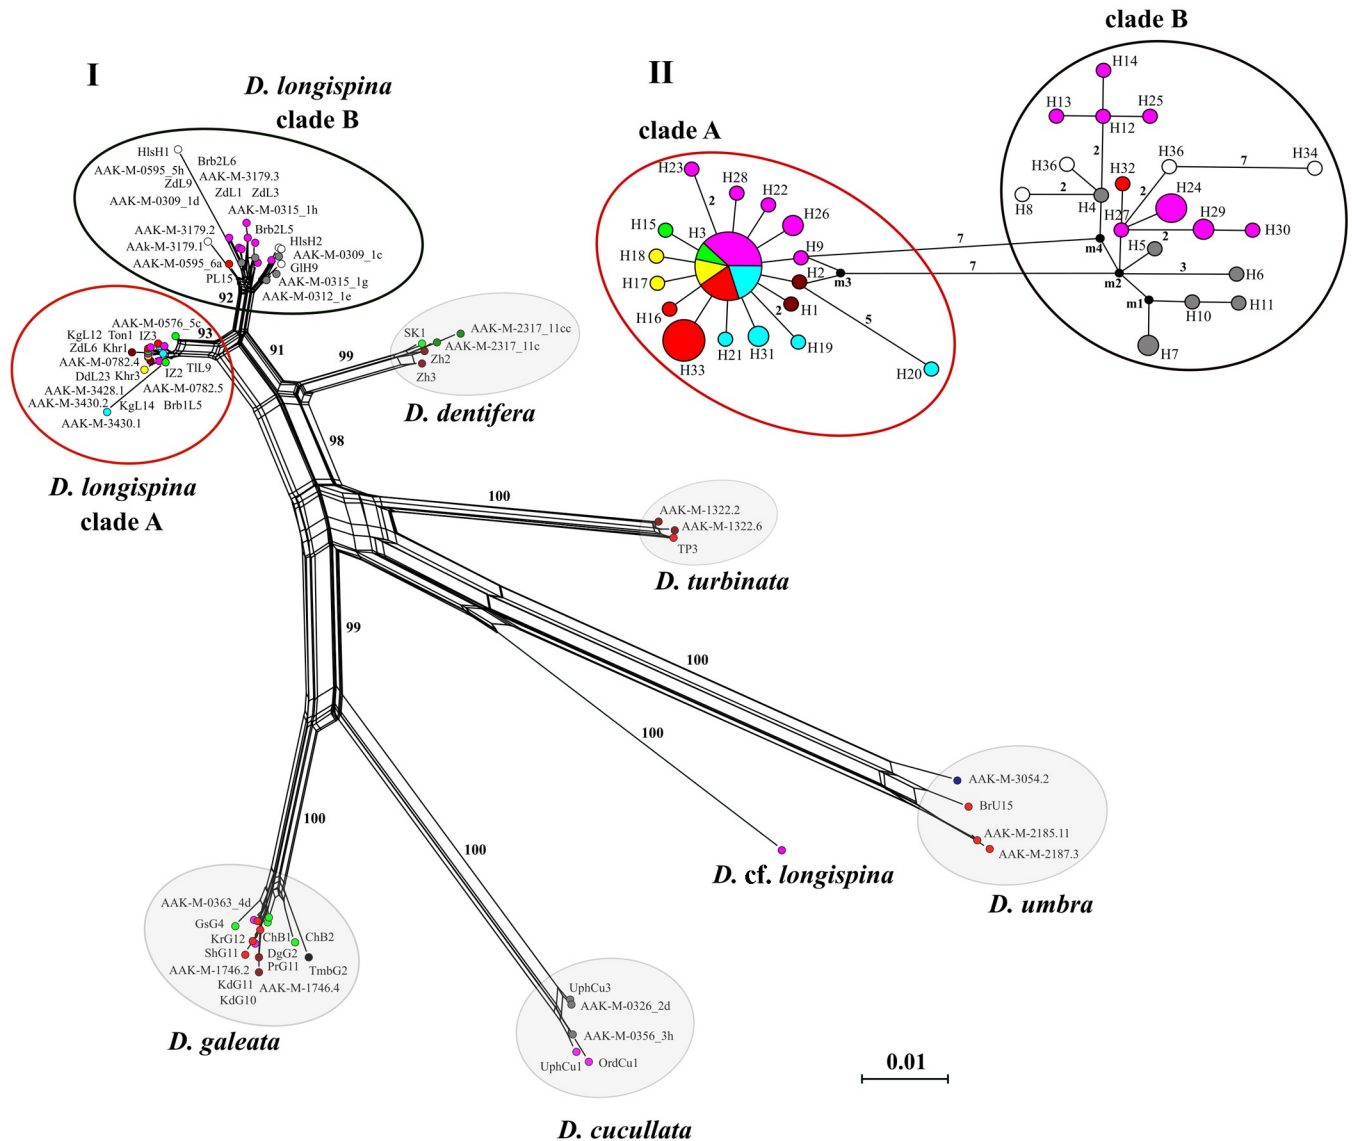 I
D. longispina
clade B
HlsH1
Brb2L6
AAK-M-0595_5h
AAK-M-3179.3
ZdL9
ZdL1
ZdL3
AAK-M-0309_1d
AAK-M-0315_1h
AAK-M-3179.2
Brb2L5
AAk-M-3179.1
HlsH2
AAK-M-0309_1c
AAK-M-0595_6a
GlH9
PL15
AAK-M-0315_1g
AAK-M-0312_1e
92
93
91
AAK-M-0576_5c
KgL12
Ton1
IZ3
ZdL6
Khr1
AAK-M-0782.4
IZ2
TlL9
DdL23
Khr3
AAK-M-0782.5
AAK-M-3428.1
AAK-M-3430.2
KgL14
Brb1L5
AAK-M-3430.1
D. longispina
clade A
99
SK1
AAK-M-2317_11cc
AAK-M-2317_11c
Zh2
Zh3
D. dentifera
98
100
AAK-M-1322.2
AAK-M-1322.6
TP3
D. turbinata
99
100
100
AAK-M-3054.2
BrU15
AAK-M-2185.11
AAK-M-2187.3
D. umbra
D. cf. longispina
100
100
AAK-M-0363_4d
GsG4
KrG12
ChB1
ChB2
ShG11
DgG2
AAK-M-1746.2
PrG11
TmbG2
KdG11
AAK-M-1746.4
KdG10
D. galeata
UphCu3
AAK-M-0326_2d
AAK-M-0356_3h
UphCu1
OrdCu1
D. cucullata
0.01
II
clade A
H23
H28
H22
2
H26
H15
H3
H9
H18
H2
H17
m3
H16
2
H1
H33
H21
H31
H19
5
H20
7
7
clade B
H14
H13
H25
H12
2
H36
H36
7
H34
H32
2
H8
2
H4
H24
H27
H29
H30
m4
2
H5
m2
3
H6
m1
H10
H11
H7